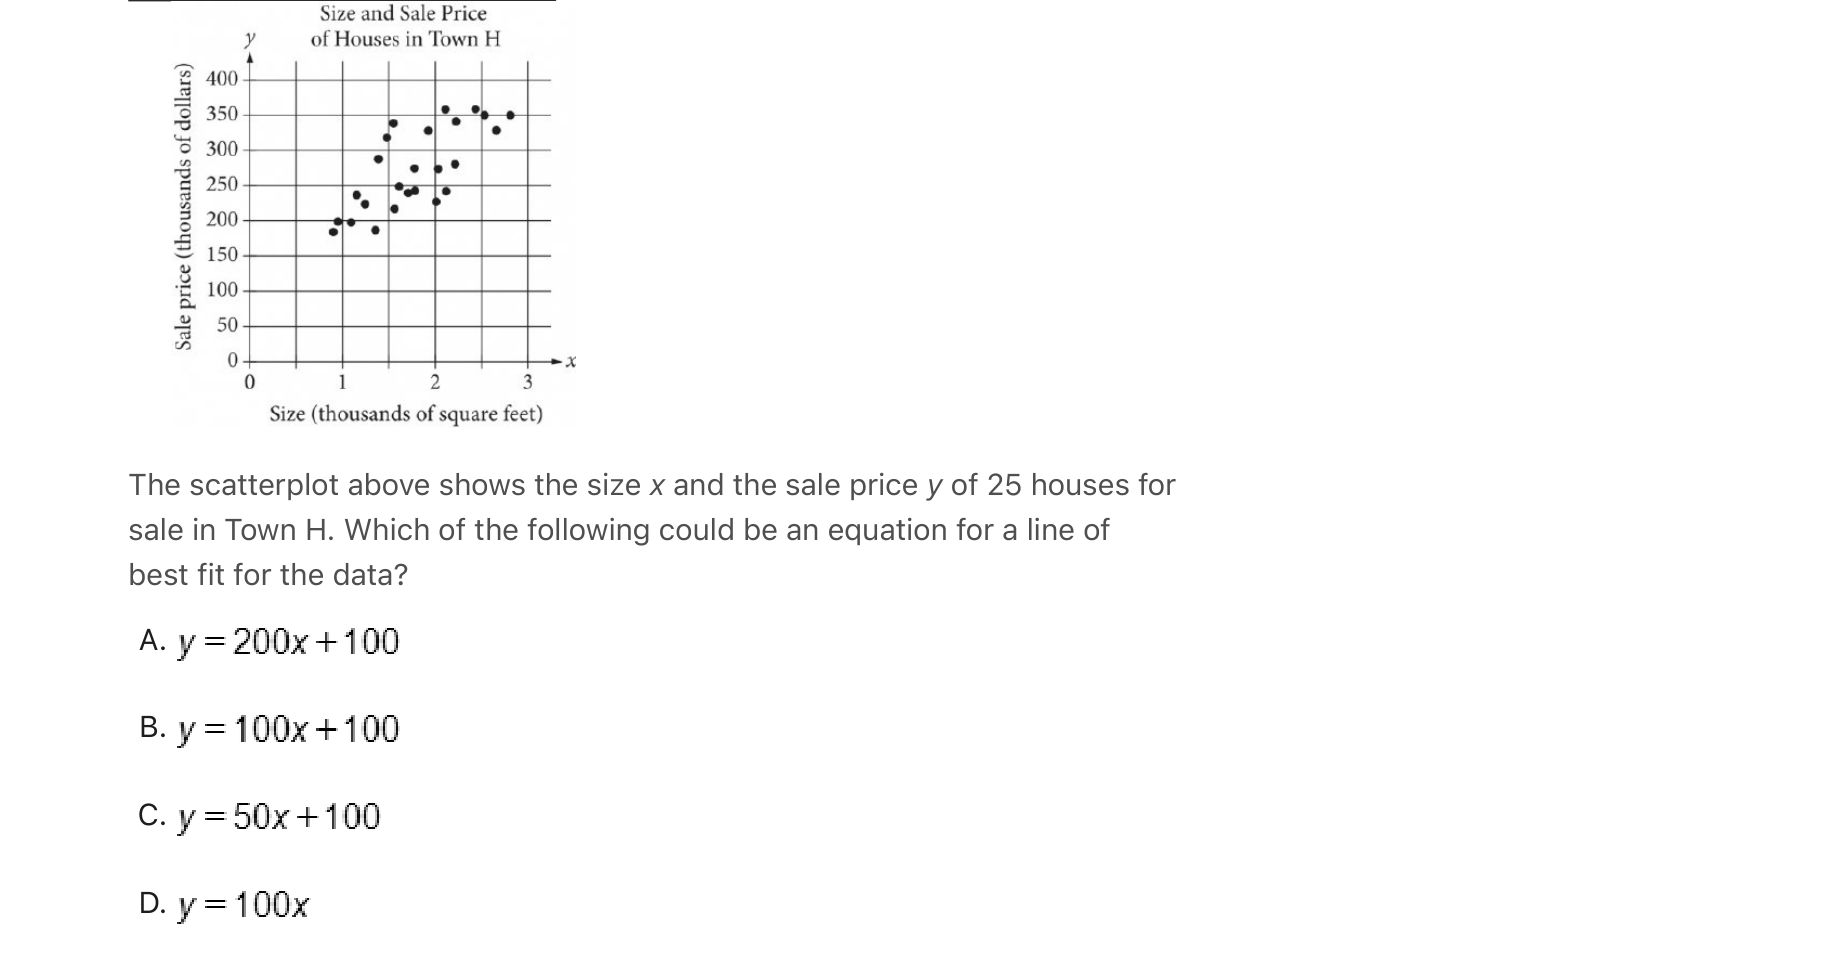 Size and Sale Price
of Houses in Town H
y
Sale price (thousands of dollars)
400
350
300
250
200
150
100
50
0
x
0 1 2 3
Size (thousands of square feet)
The scatterplot above shows the size x and the sale price y of 25 houses for
sale in Town H. Which of the following could be an equation for a line of
best fit for the data?
A. y = 200x + 100
B. y = 100x + 100
C. y = 50x + 100
D. y = 100x